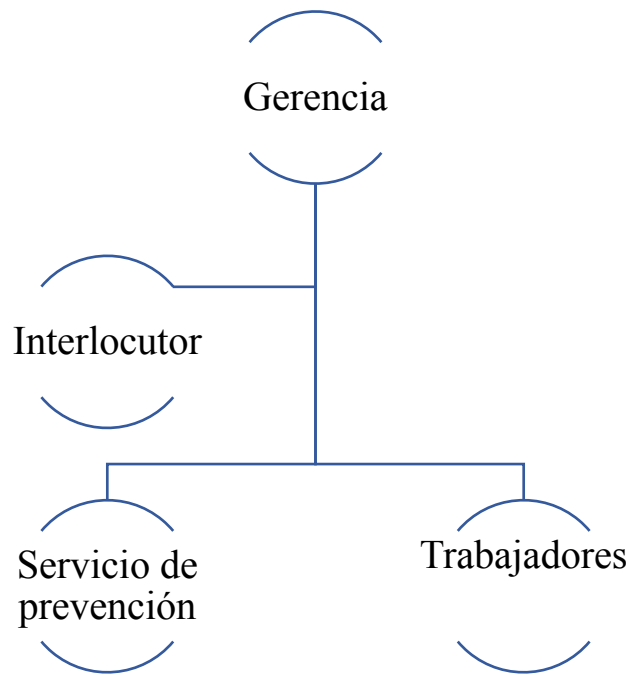 Gerencia
Interlocutor
Servicio de
prevención
Trabajadores